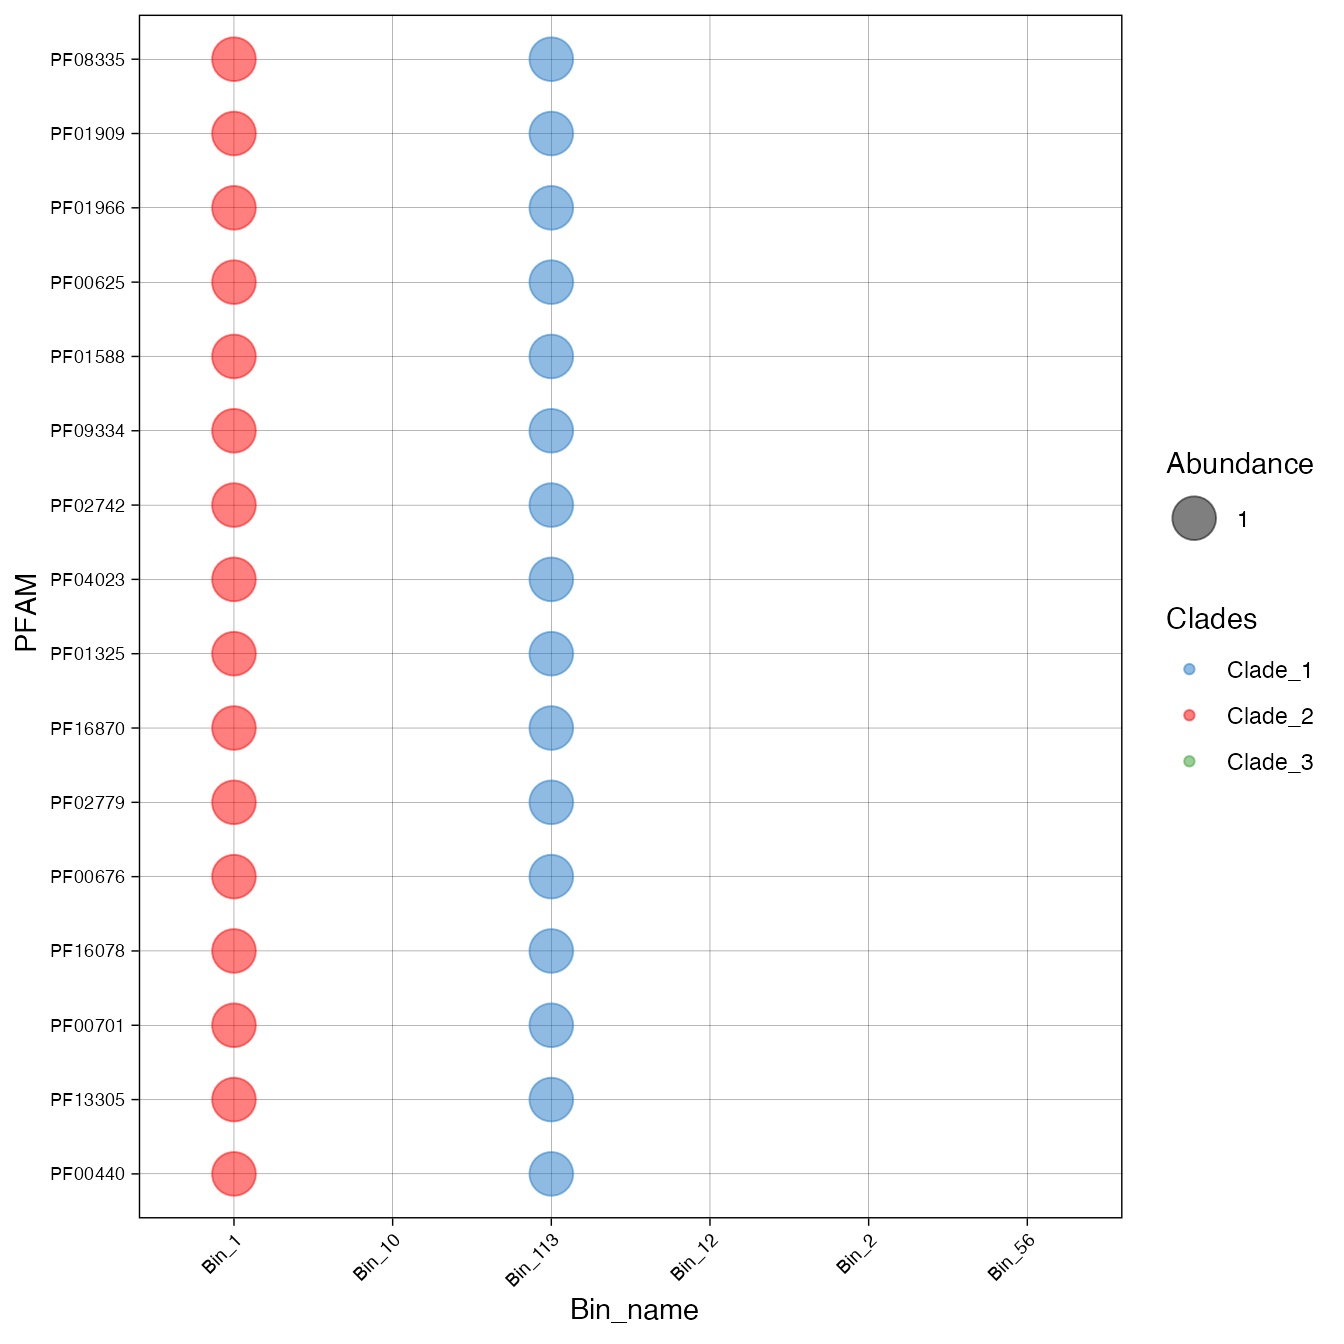 PFAM
PF08335
PF01909
PF01966
PF00625
PF01588
PF09334
PF02742
PF04023
PF01325
PF16870
PF02779
PF00676
PF16078
PF00701
PF13305
PF00440
Bin_1
Bin_10
Bin_113
Bin_12
Bin_2
Bin_56
Bin_name
Abundance
1
Clades
Clade_1
Clade_2
Clade_3